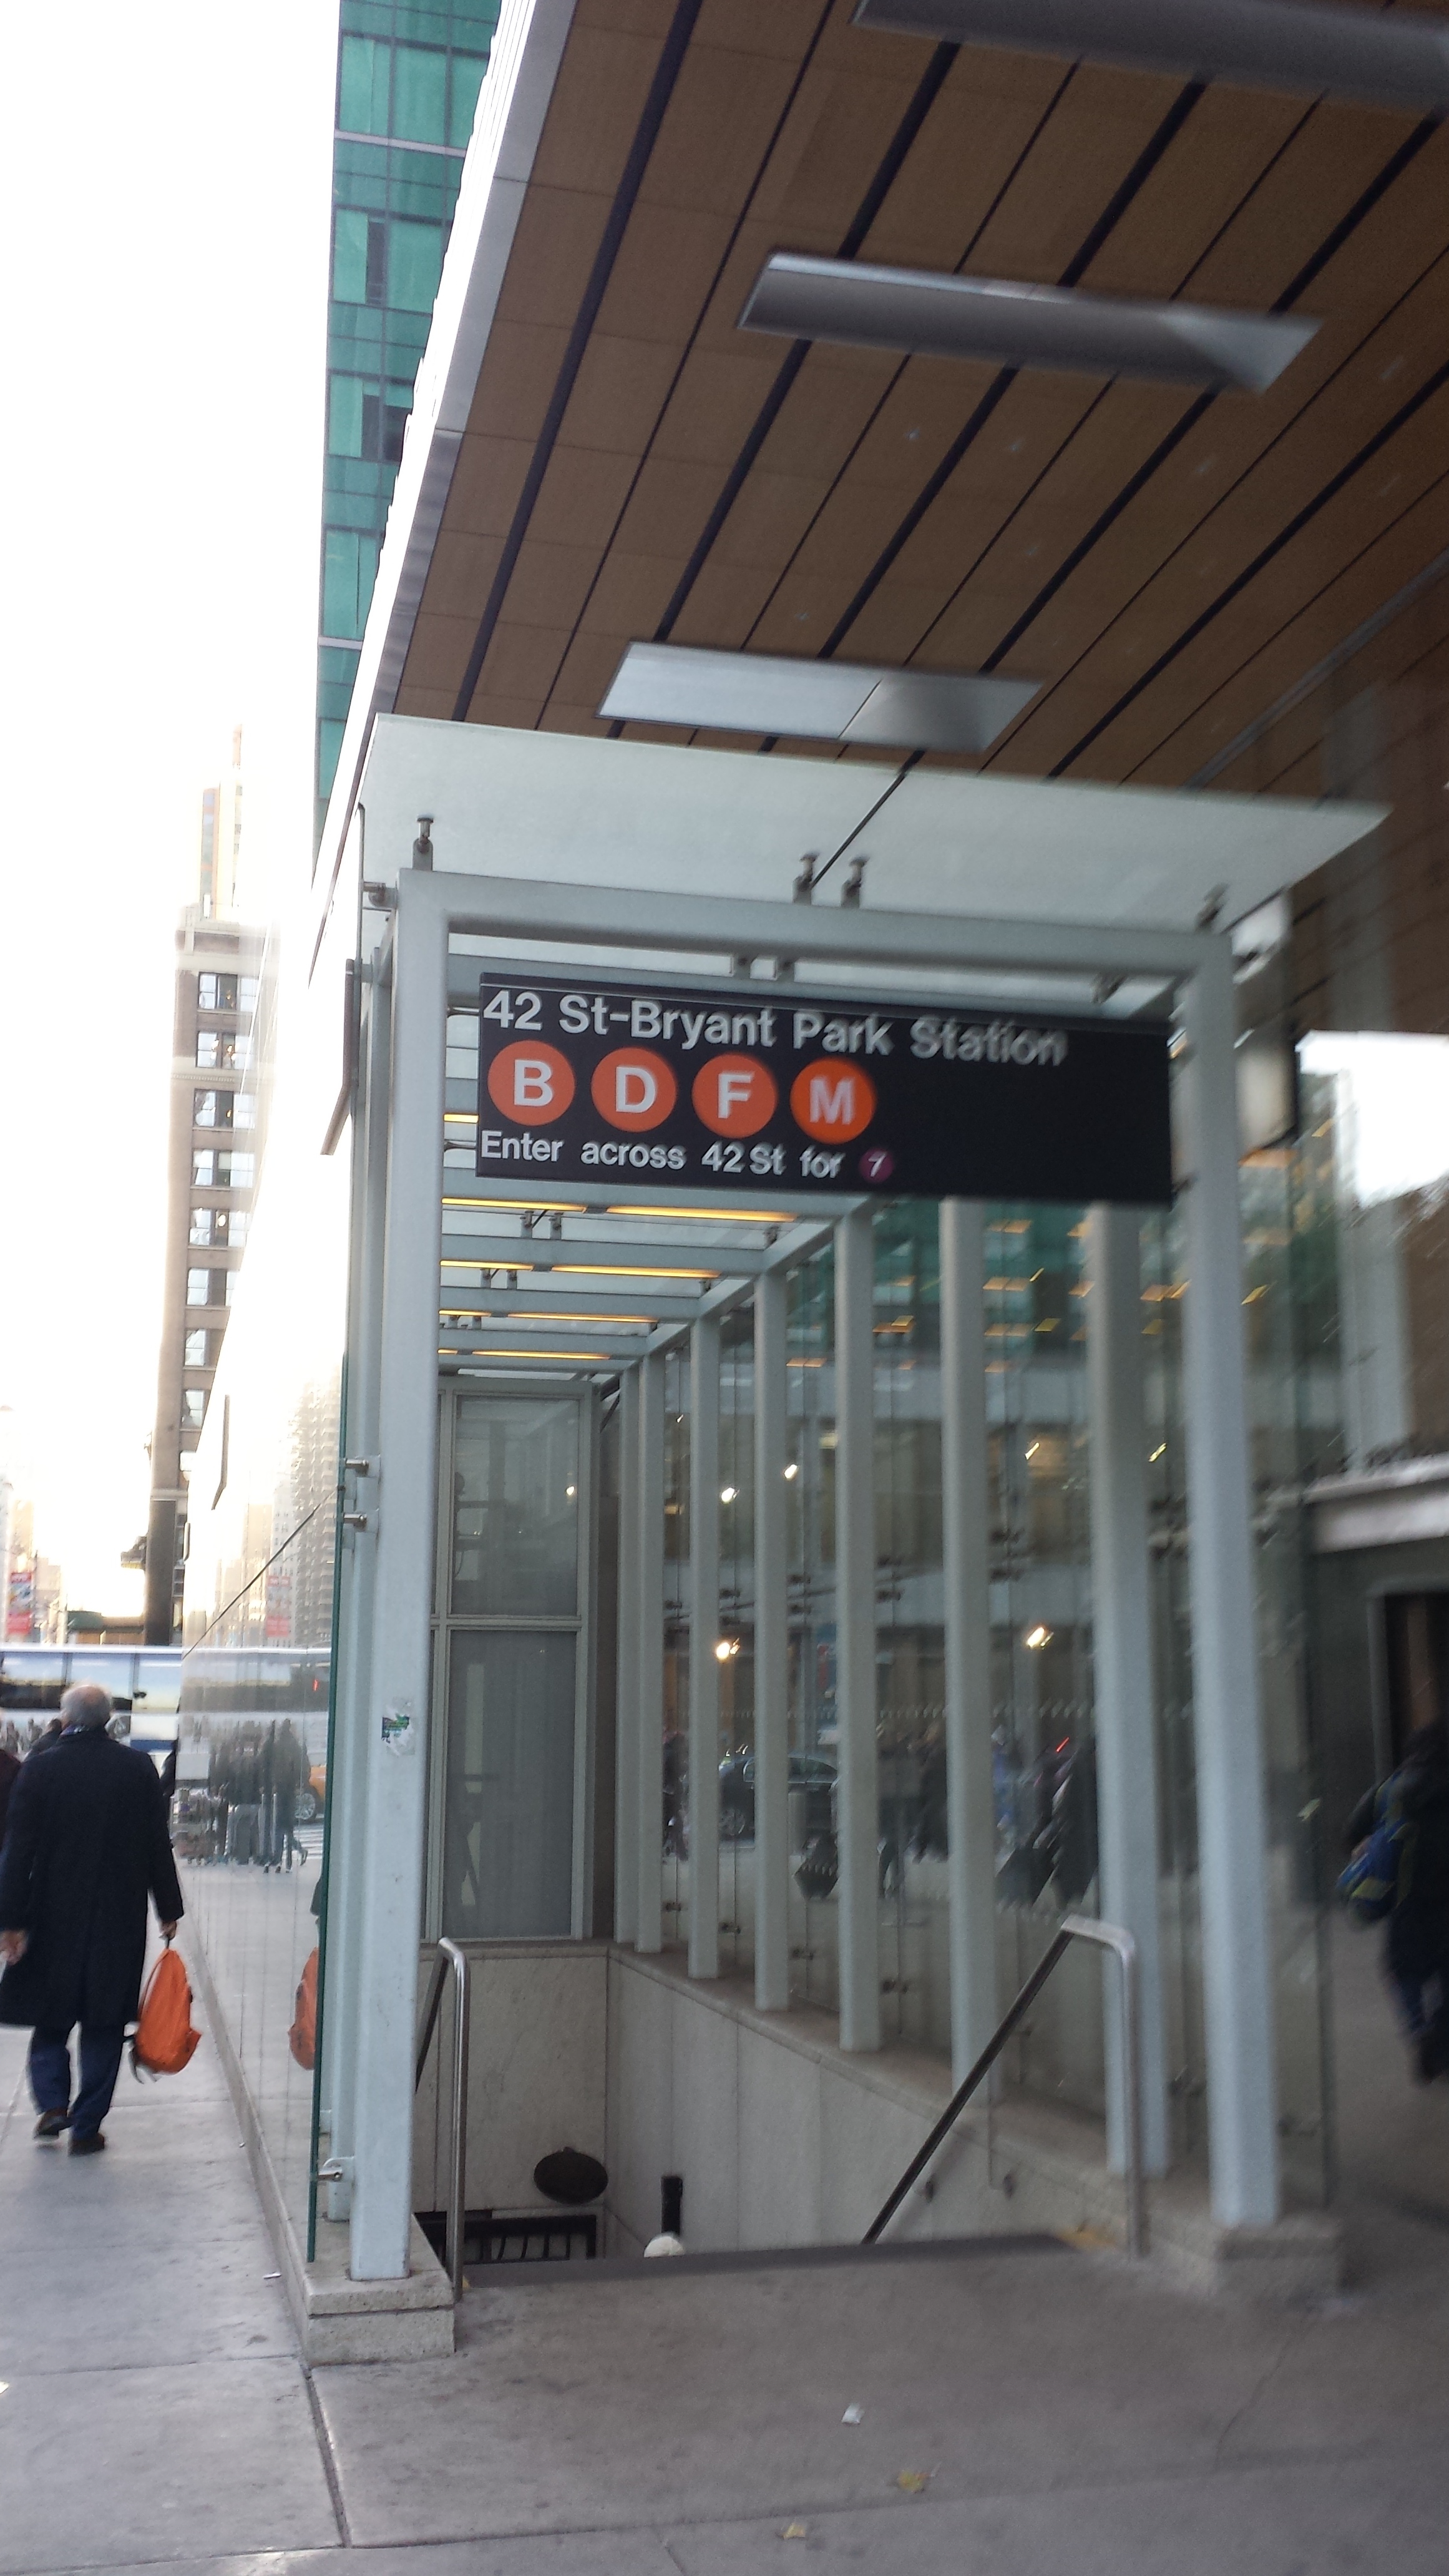 42 St-Bryant Park Station
B D F M
Enter across 42 St for 7